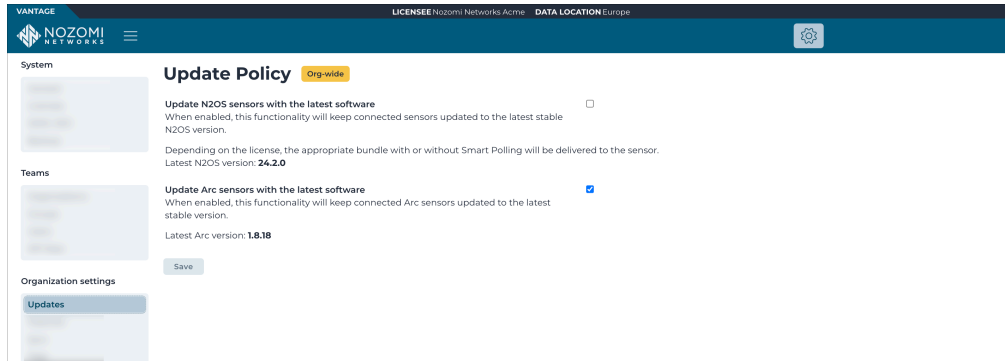 VANTAGE
LICENSEE Nozomi Networks Acme DATA LOCATION Europe
NOZOMI
NETWORKS
System
Update Policy Org-wide
Update N2OS sensors with the latest software
When enabled, this functionality will keep connected sensors updated to the latest stable
N2OS version.
Depending on the license, the appropriate bundle with or without Smart Polling will be delivered to the sensor.
Latest N2OS version: 24.2.0
Teams
Update Arc sensors with the latest software
When enabled, this functionality will keep connected Arc sensors updated to the latest
stable version.
Latest Arc version: 1.8.18
Save
Organization settings
Updates